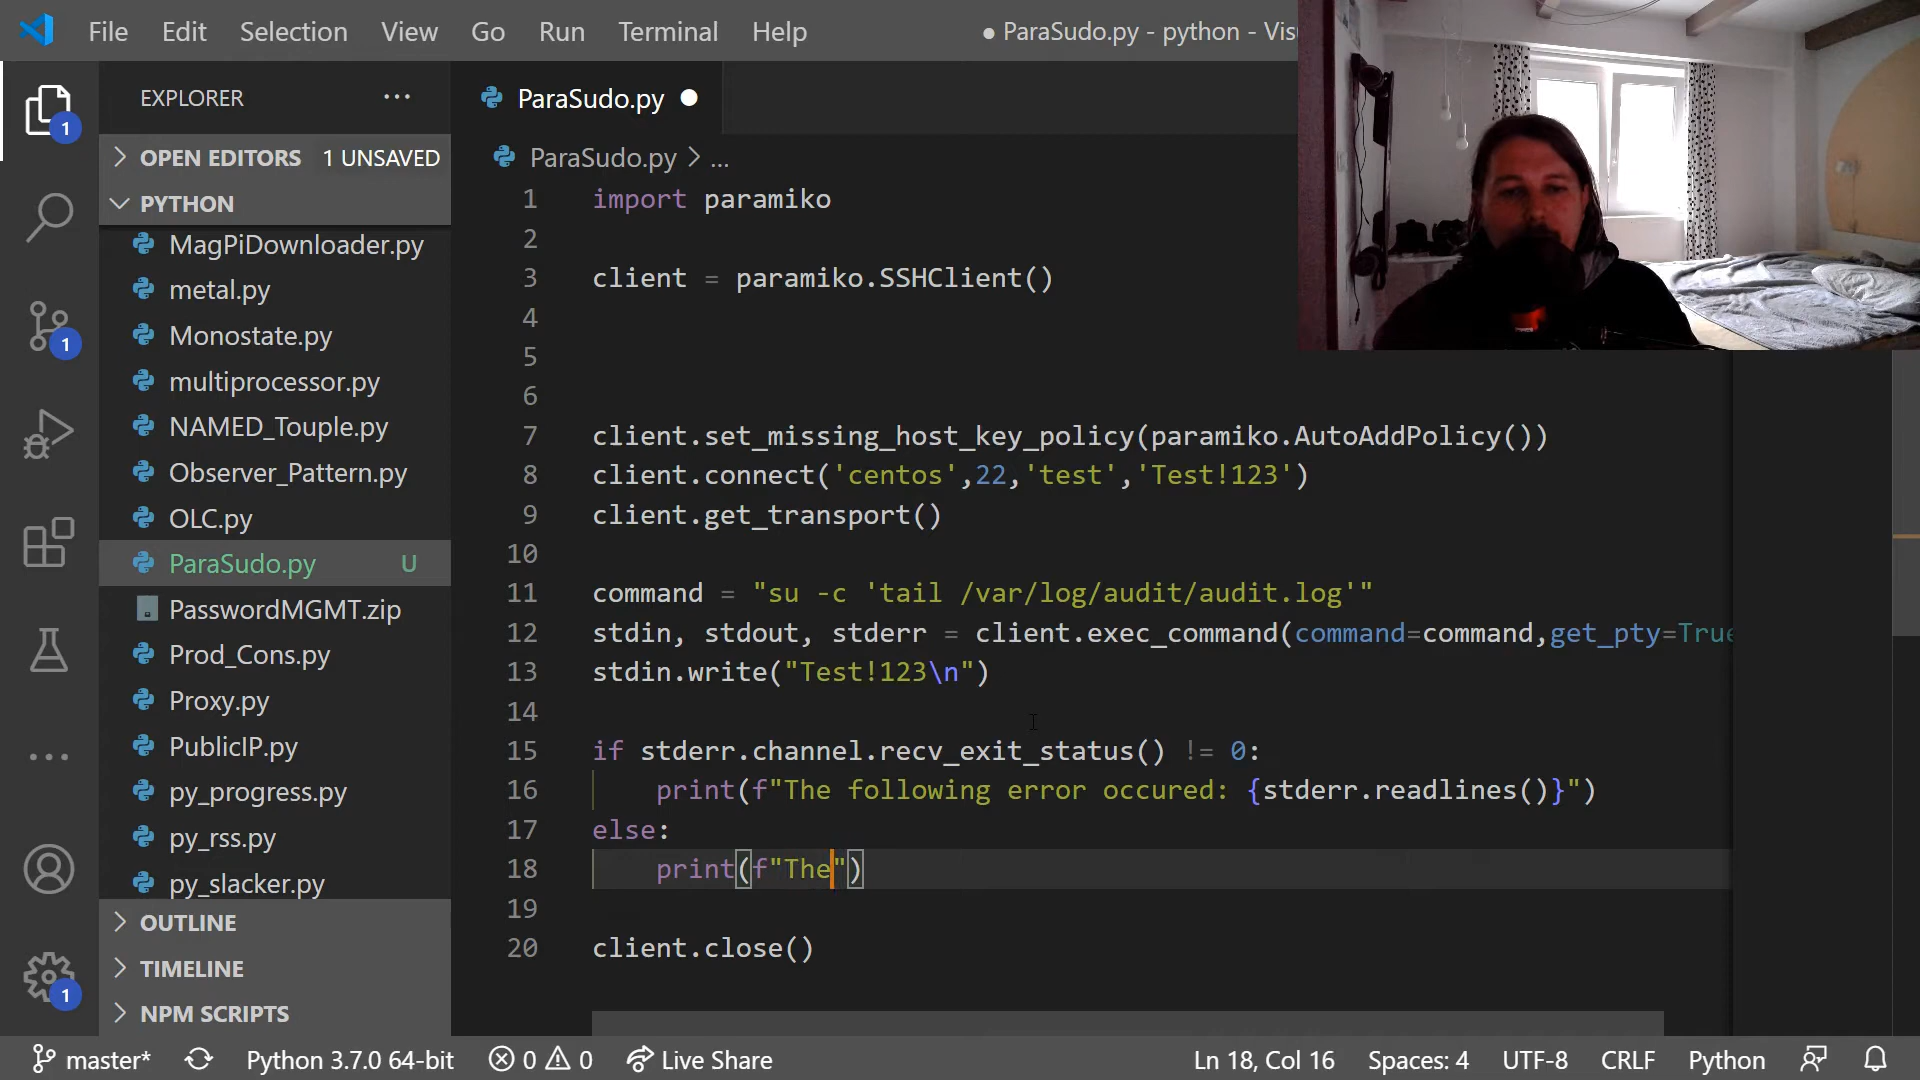 File Edit Selection View Go Run Terminal Help ● ParaSudo.py - python - Vis
EXPLORER ···
ParaSudo.py ●
OPEN EDITORS 1 UNSAVED
ParaSudo.py > ...
PYTHON
MagPiDownloader.py
metal.py
Monostate.py
multiprocessor.py
NAMED_Touple.py
Observer_Pattern.py
OLC.py
ParaSudo.py U
PasswordMGMT.zip
Prod_Cons.py
Proxy.py
PublicIP.py
py_progress.py
py_rss.py
py_slacker.py
OUTLINE
TIMELINE
NPM SCRIPTS
1
1
1
1 import paramiko
2
3 client = paramiko.SSHClient()
4
5
6
7 client.set_missing_host_key_policy(paramiko.AutoAddPolicy())
8 client.connect('centos',22,'test','Test!123')
9 client.get_transport()
10
11 command = "su -c 'tail /var/log/audit/audit.log'"
12 stdin, stdout, stderr = client.exec_command(command=command,get_pty=True
13 stdin.write("Test!123\n")
14
15 if stderr.channel.recv_exit_status() != 0:
16 print(f"The following error occured: {stderr.readlines()}")
17 else:
18 print(f"The")
19
20 client.close()
master* Python 3.7.0 64-bit 0 0 Live Share Ln 18, Col 16 Spaces: 4 UTF-8 CRLF Python